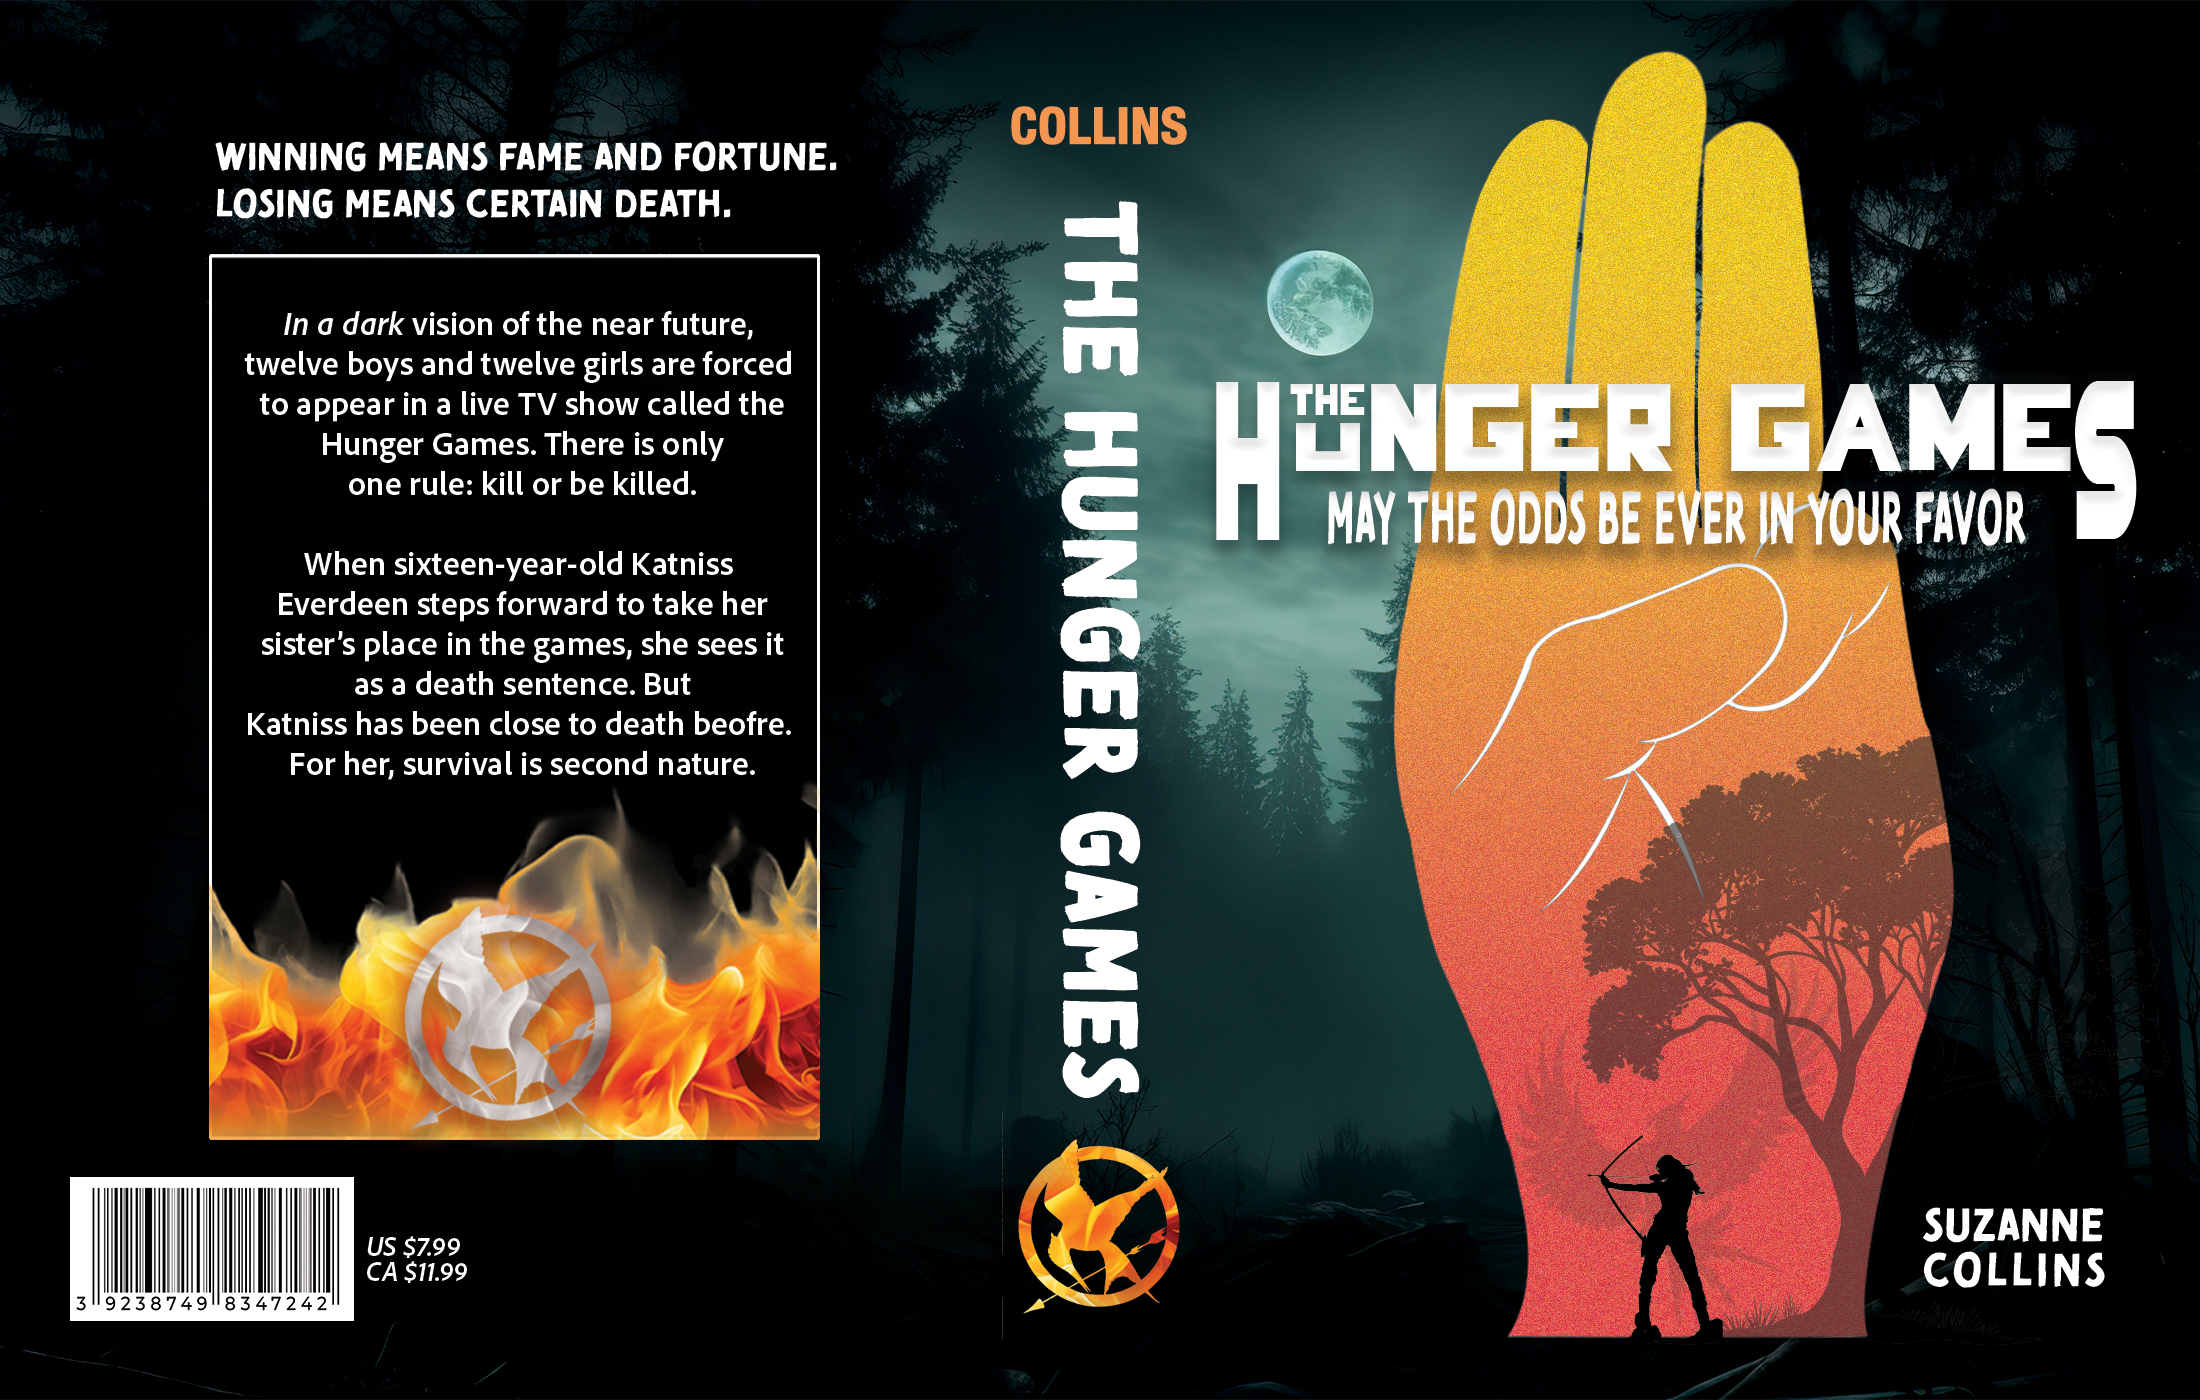 WINNING MEANS FAME AND FORTUNE.
LOSING MEANS CERTAIN DEATH.
In a dark vision of the near future,
twelve boys and twelve girls are forced
to appear in a live TV show called the
Hunger Games. There is only
one rule: kill or be killed.
When sixteen-year-old Katniss
Everdeen steps forward to take her
sister's place in the games, she sees it
as a death sentence. But
Katniss has been close to death beofre.
For her, survival is second nature.
3 923874 9 8347242
US $7.99
CA $11.99
COLLINS
THE HUNGER GAMES
THE HUNGER GAMES
MAY THE ODDS BE EVER IN YOUR FAVOR
SUZANNE
COLLINS